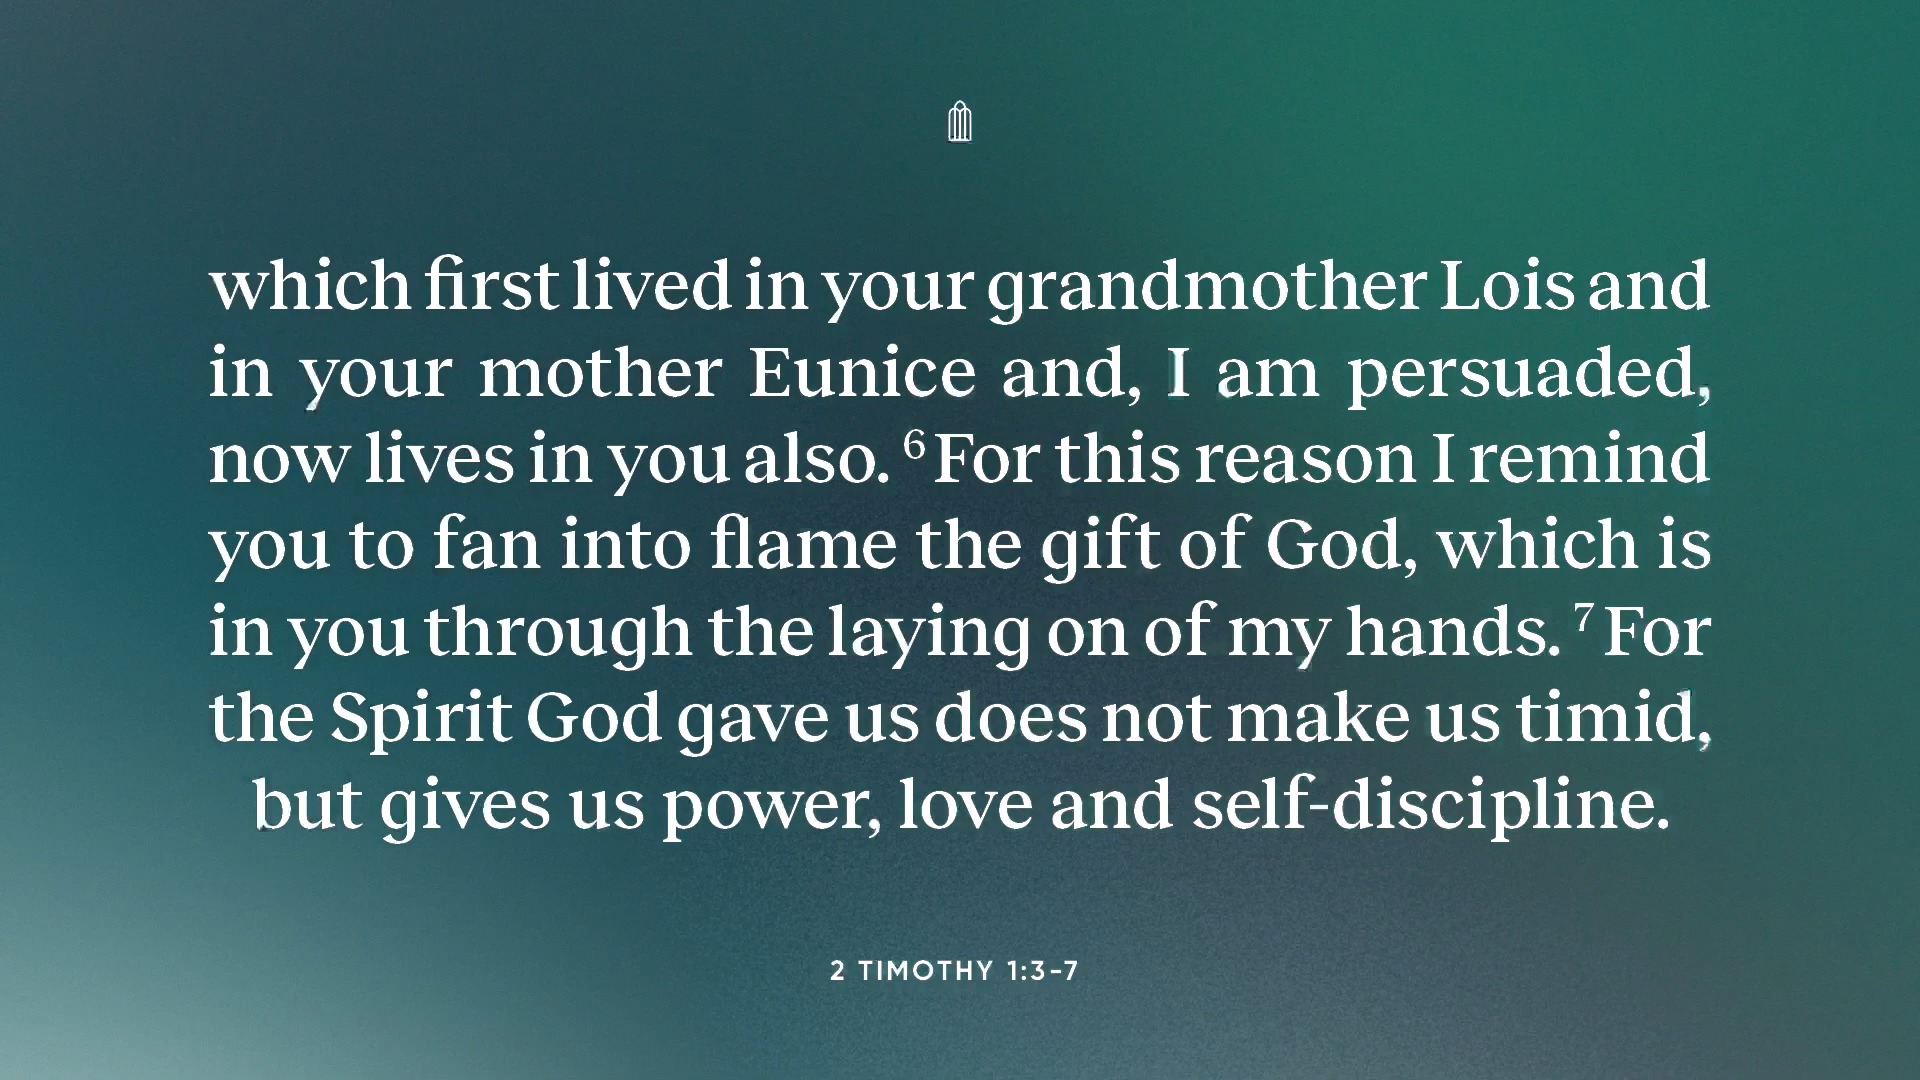 which first lived in your grandmother Lois and
in your mother Eunice and, I am persuaded,
now lives in you also. ⁶ For this reason I remind
you to fan into flame the gift of God, which is
in you through the laying on of my hands. ⁷ For
the Spirit God gave us does not make us timid,
but gives us power, love and self-discipline.
2 TIMOTHY 1:3-7